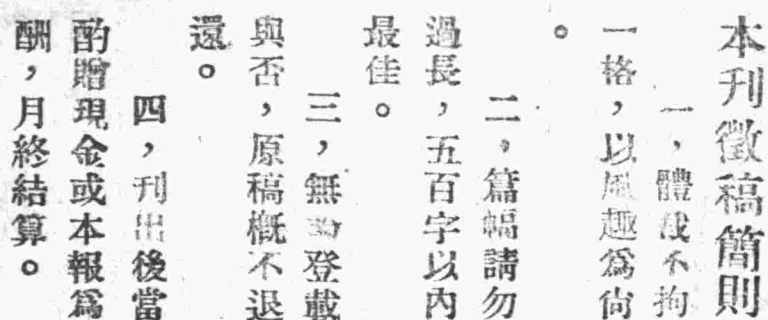 本刊徵稿簡則
一，體裁不拘
一格，以風趣爲尙
。
二，篇幅請勿
過長，五百字以內
最佳。
三，無論登載
與否，原稿概不退
還。
四，刊出後當
酌贈現金或本報爲
酬，月終結算。